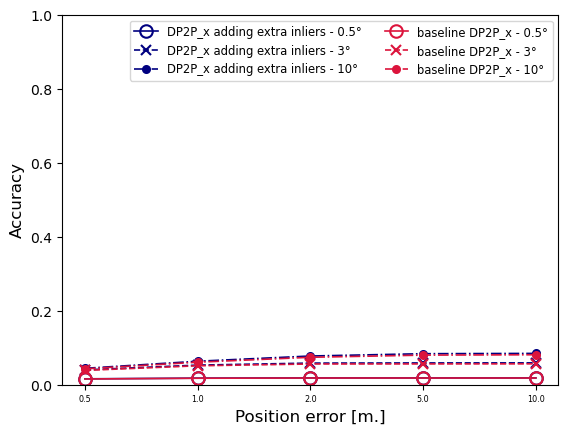 1.0
0.8
0.6
0.4
0.2
0.0
Accuracy
DP2P_x adding extra inliers - 0.5°
DP2P_x adding extra inliers - 3°
DP2P_x adding extra inliers - 10°
baseline DP2P_x - 0.5°
baseline DP2P_x - 3°
baseline DP2P_x - 10°
0.5 1.0 2.0 5.0 10.0
Position error [m.]